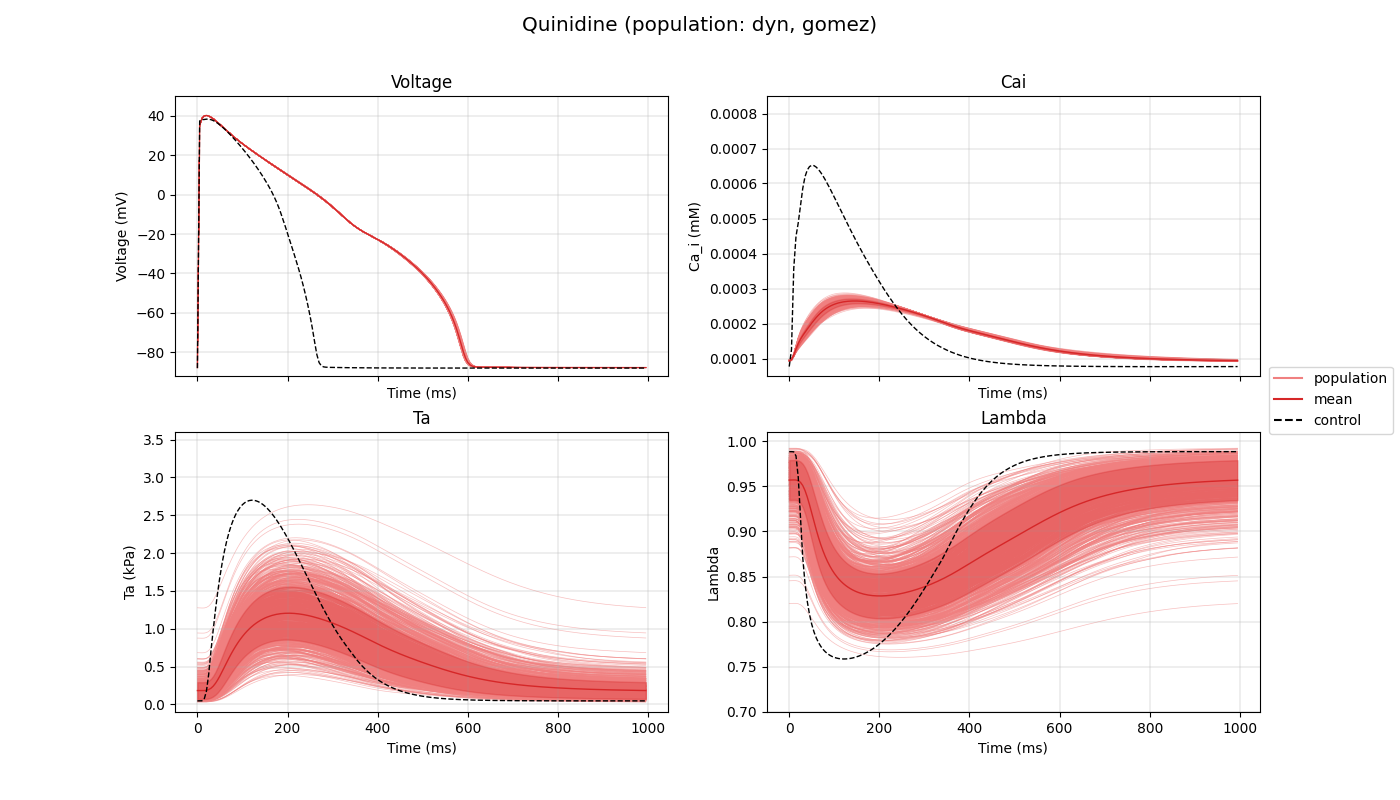 Quinidine (population: dyn, gomez)
Voltage
Voltage (mV)
40
20
0
−20
−40
−60
−80
Time (ms)
Cai
Ca_i (mM)
0.0008
0.0007
0.0006
0.0005
0.0004
0.0003
0.0002
0.0001
Time (ms)
population
mean
control
Ta
Ta (kPa)
3.5
3.0
2.5
2.0
1.5
1.0
0.5
0.0
0 200 400 600 800 1000
Time (ms)
Lambda
Lambda
1.00
0.95
0.90
0.85
0.80
0.75
0.70
0 200 400 600 800 1000
Time (ms)